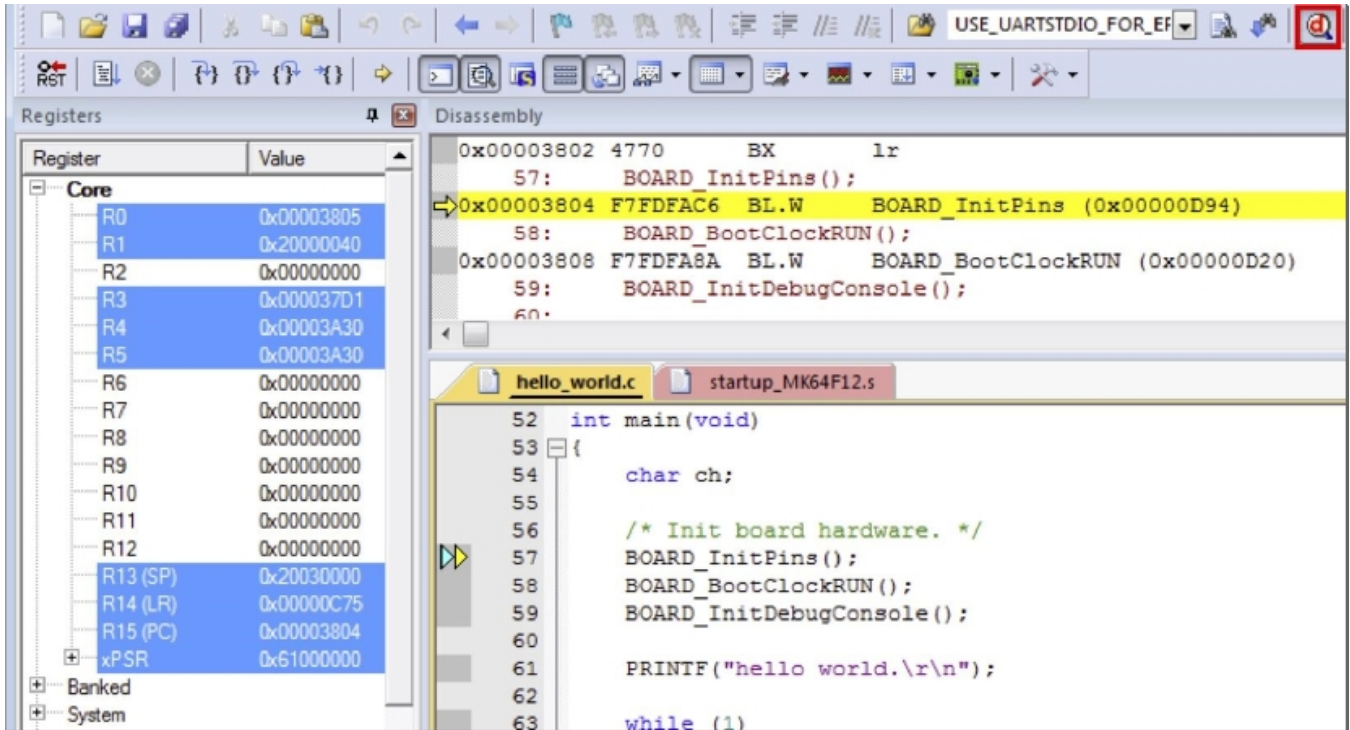 USE_UARTSTDIO_FOR_EF
RST
Registers
Register Value
Core
R0 0x00003805
R1 0x20000040
R2 0x00000000
R3 0x000037D1
R4 0x00003A30
R5 0x00003A30
R6 0x00000000
R7 0x00000000
R8 0x00000000
R9 0x00000000
R10 0x00000000
R11 0x00000000
R12 0x00000000
R13 (SP) 0x20030000
R14 (LR) 0x00000C75
R15 (PC) 0x00003804
xPSR 0x61000000
Banked
System
Disassembly
0x00003802 4770 BX lr
57: BOARD_InitPins();
0x00003804 F7FDFAC6 BL.W BOARD_InitPins (0x00000D94)
58: BOARD_BootClockRUN();
0x00003808 F7FDFA8A BL.W BOARD_BootClockRUN (0x00000D20)
59: BOARD_InitDebugConsole();
60:
hello_world.c startup_MK64F12.s
52 int main(void)
53 {
54 char ch;
55
56 /* Init board hardware. */
57 BOARD_InitPins();
58 BOARD_BootClockRUN();
59 BOARD_InitDebugConsole();
60
61 PRINTF("hello world.\r\n");
62
63 while (1)